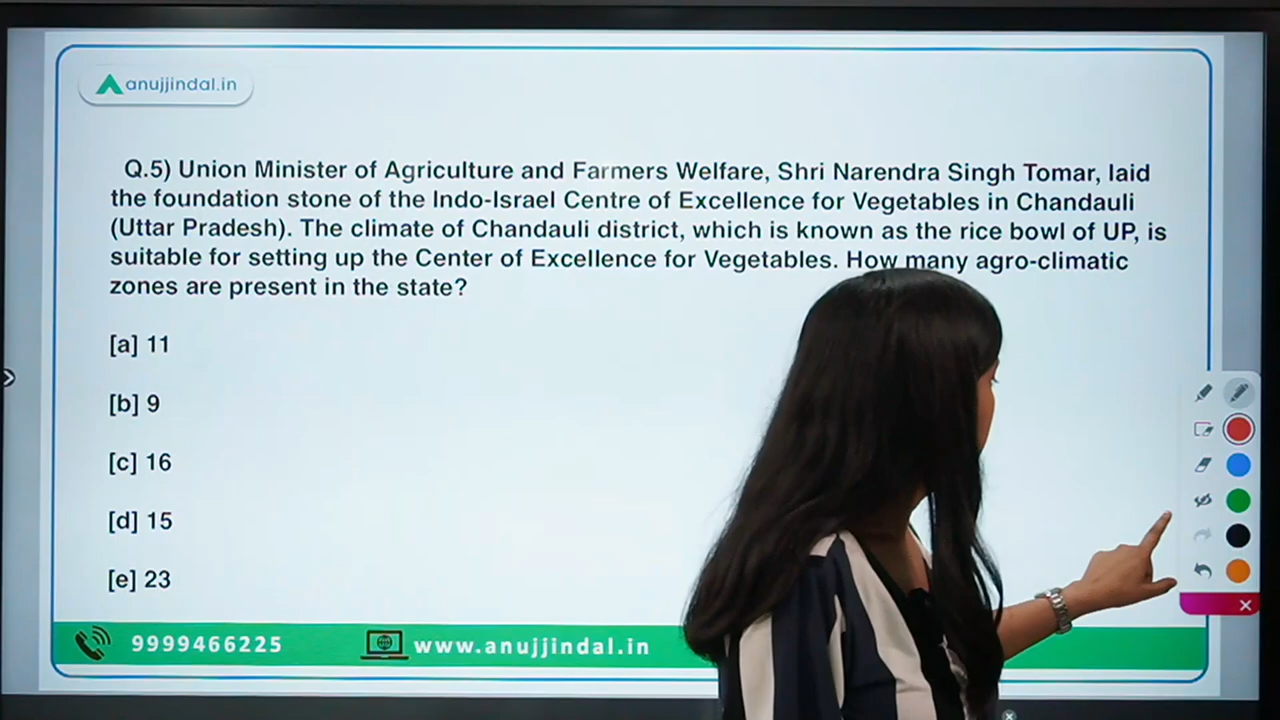 anujjindal.in
Q.5) Union Minister of Agriculture and Farmers Welfare, Shri Narendra Singh Tomar, laid
the foundation stone of the Indo-Israel Centre of Excellence for Vegetables in Chandauli
(Uttar Pradesh). The climate of Chandauli district, which is known as the rice bowl of UP, is
suitable for setting up the Center of Excellence for Vegetables. How many agro-climatic
zones are present in the state?
[a] 11
[b] 9
[c] 16
[d] 15
[e] 23
9999466225 www.anujjindal.in